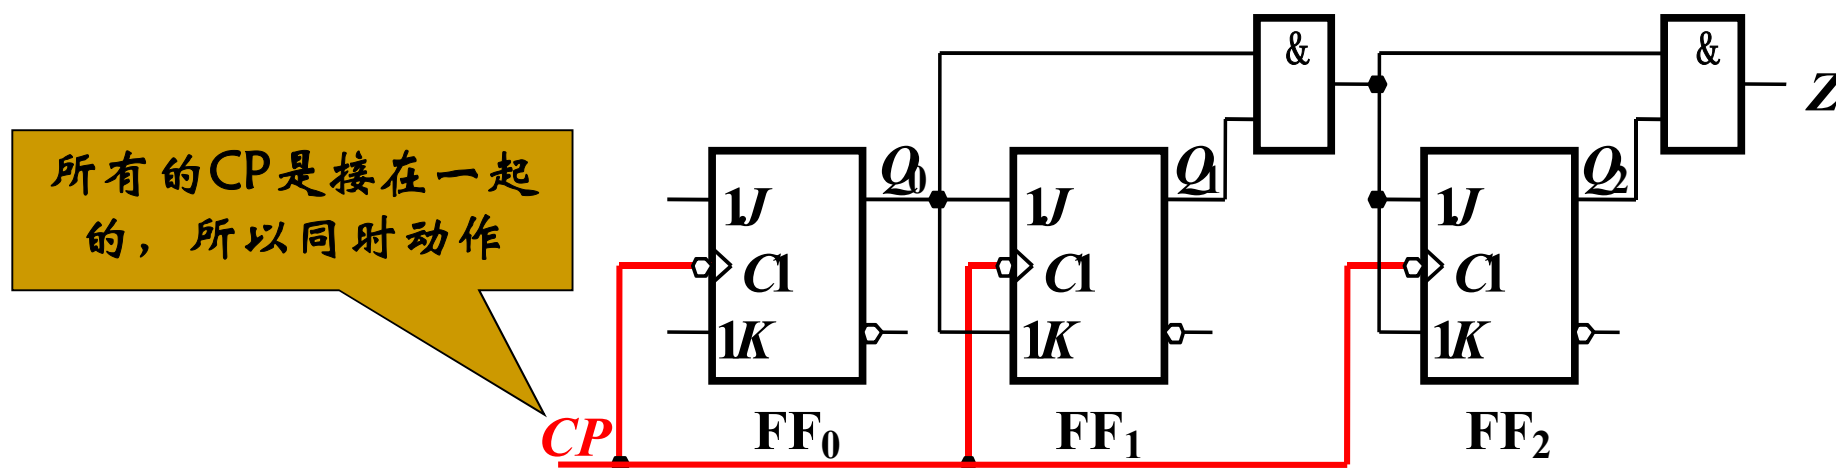 所有的CP是接在一起
的，所以同时动作
& &
Z
Q0 Q1 Q2
1J 1J 1J
C1 C1 C1
1K 1K 1K
CP FF0 FF1 FF2